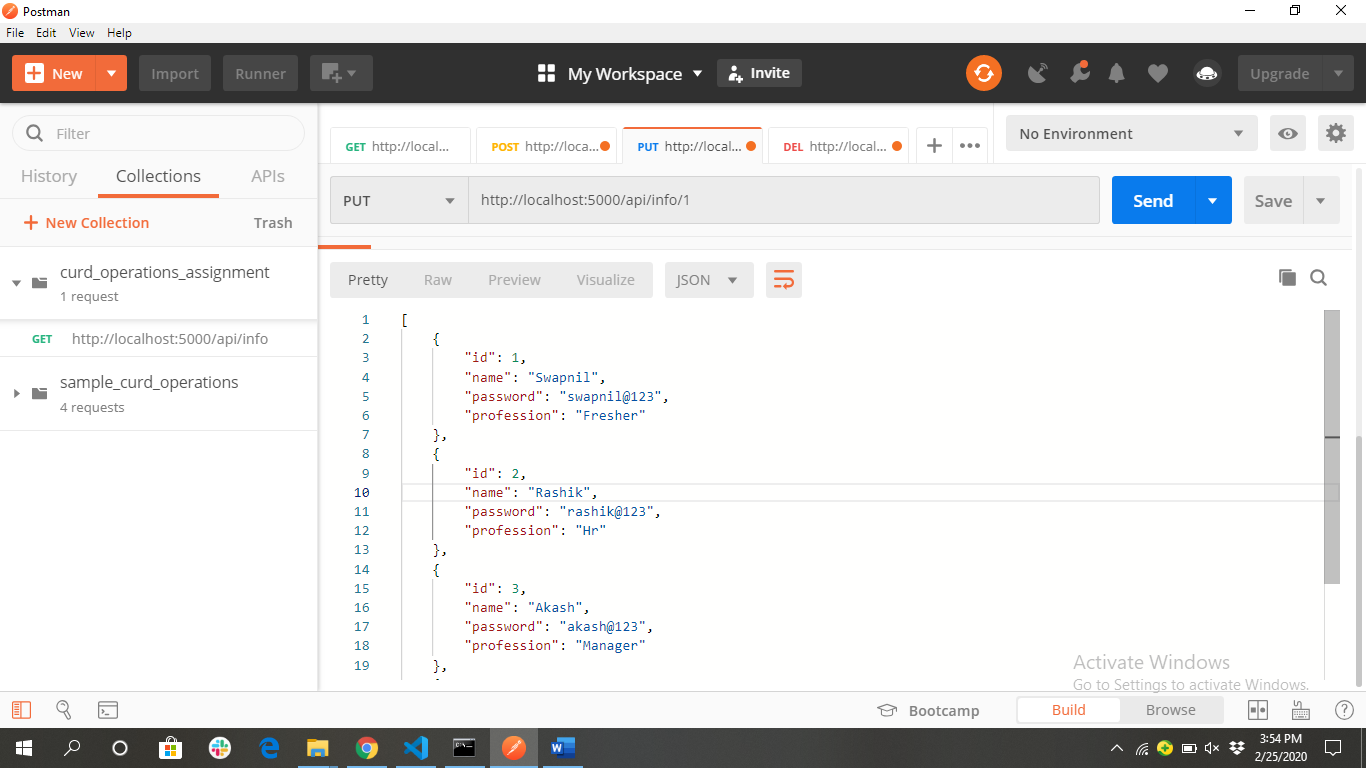 Postman
File Edit View Help
New Import Runner My Workspace Invite Upgrade
Filter
History Collections APIs
New Collection Trash
curd_operations_assignment
1 request
GET http://localhost:5000/api/info
sample_curd_operations
4 requests
GET http://local... POST http://loca... PUT http://local... DEL http://local... No Environment
PUT http://localhost:5000/api/info/1 Send Save
Pretty Raw Preview Visualize JSON
1 [
2 {
3 "id": 1,
4 "name": "Swapnil",
5 "password": "swapnil@123",
6 "profession": "Fresher"
7 },
8 {
9 "id": 2,
10 "name": "Rashik",
11 "password": "rashik@123",
12 "profession": "Hr"
13 },
14 {
15 "id": 3,
16 "name": "Akash",
17 "password": "akash@123",
18 "profession": "Manager"
19 },
Activate Windows
Go to Settings to activate Windows.
Bootcamp Build Browse
3:54 PM
2/25/2020